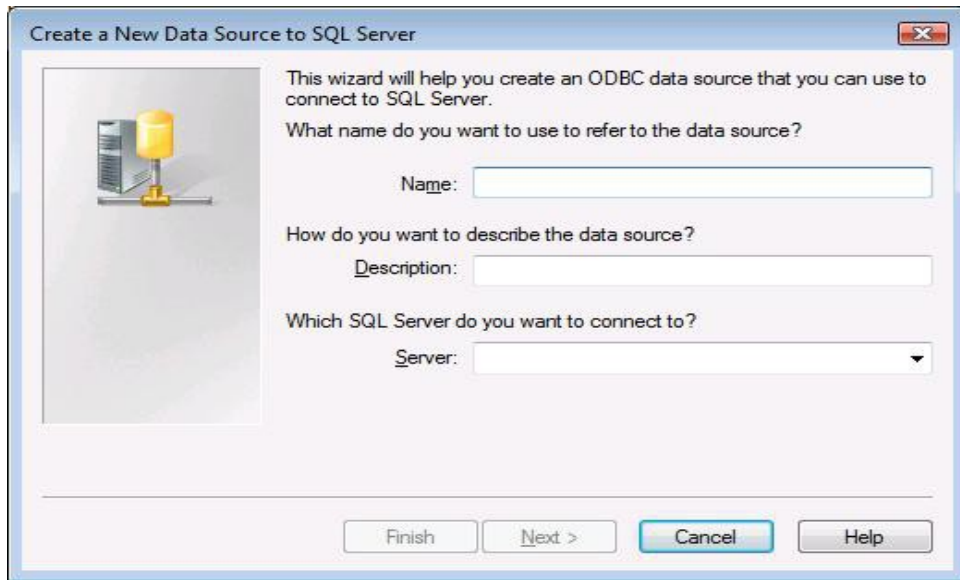 Create a New Data Source to SQL Server
This wizard will help you create an ODBC data source that you can use to
connect to SQL Server.
What name do you want to use to refer to the data source?
Name:
How do you want to describe the data source?
Description:
Which SQL Server do you want to connect to?
Server:
Finish
Next >
Cancel
Help